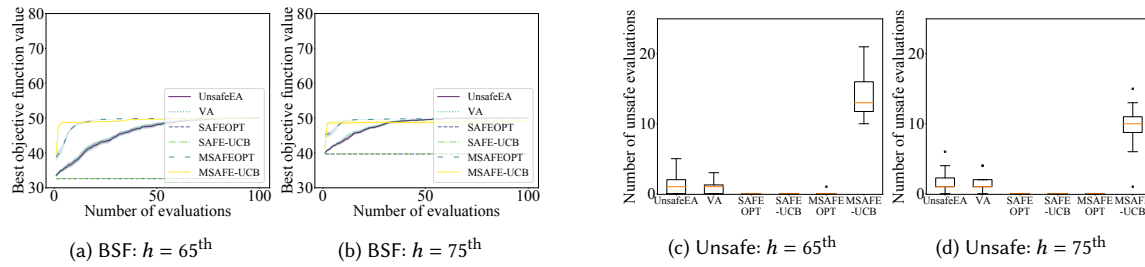 Best objective function value
80
70
60
50
40
30
0
50
100
Number of evaluations
UnsafeEA
VA
SAFEOPT
SAFE-UCB
MSAFEOPT
MSAFE-UCB
(a) BSF: h = 65th
Best objective function value
80
70
60
50
40
30
0
50
100
Number of evaluations
UnsafeEA
VA
SAFEOPT
SAFE-UCB
MSAFEOPT
MSAFE-UCB
(b) BSF: h = 75th
Number of unsafe evaluations
20
10
0
UnsafeEA
VA
SAFE
OPT
SAFE
-UCB
MSAFE
OPT
MSAFE
-UCB
(c) Unsafe: h = 65th
Number of unsafe evaluations
20
10
0
UnsafeEA
VA
SAFE
OPT
SAFE
-UCB
MSAFE
OPT
MSAFE
-UCB
(d) Unsafe: h = 75th